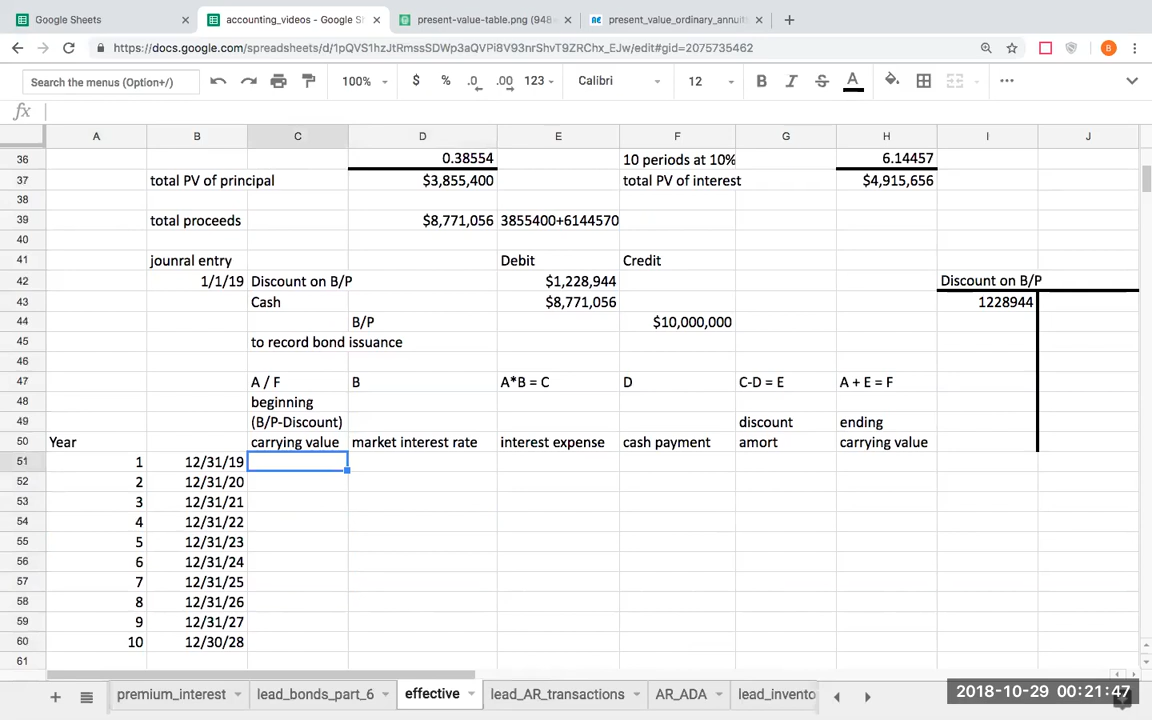 Google Sheets
accounting_videos - Google S
present-value-table.png (948
present_value_ordinary_annuit
https://docs.google.com/spreadsheets/d/1pQVS1hzJtRmssSDWp3aQVPi8V93nrShvT9ZRChx_EJw/edit#gid=2075735462
B
Search the menus (Option+/)
100%
$ % .0 .00 123
Calibri
12
B I S A
fx
A B C D E F G H I J
36 0.38554 10 periods at 10% 6.14457
37 total PV of principal $3,855,400 total PV of interest $4,915,656
38
39 total proceeds $8,771,056 3855400+6144570
40
41 jounral entry Debit Credit
42 1/1/19 Discount on B/P $1,228,944 Discount on B/P
43 Cash $8,771,056 1228944
44 B/P $10,000,000
45 to record bond issuance
46
47 A / F B A*B = C D C-D = E A + E = F
48 beginning
49 (B/P-Discount) discount ending
50 Year carrying value market interest rate interest expense cash payment amort carrying value
51 1 12/31/19
52 2 12/31/20
53 3 12/31/21
54 4 12/31/22
55 5 12/31/23
56 6 12/31/24
57 7 12/31/25
58 8 12/31/26
59 9 12/31/27
60 10 12/30/28
61
premium_interest lead_bonds_part_6 effective lead_AR_transactions AR_ADA lead_invento
2018-10-29 00:21:47